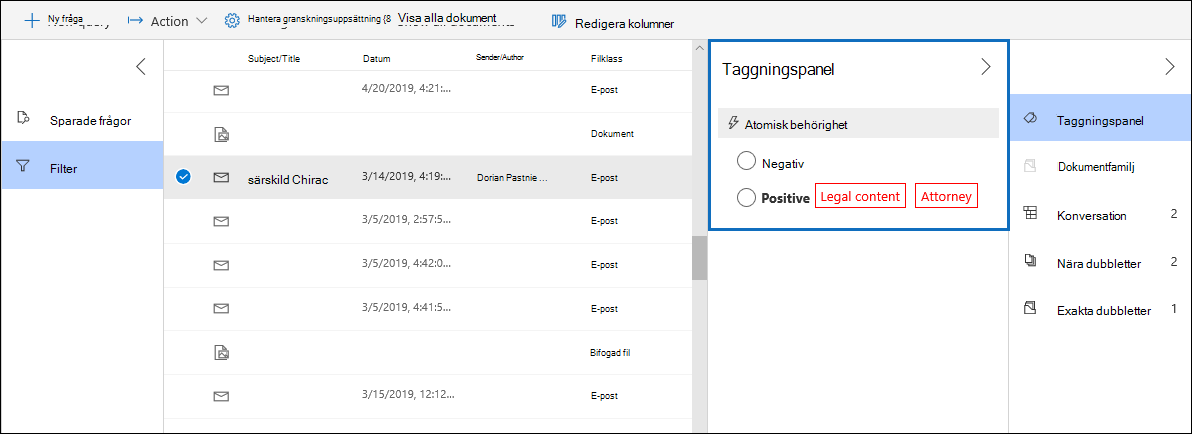 Ny fråga Action Hantera granskningsuppsättning (8 Visa alla dokument Redigera kolumner
Sparade frågor
Filter
Subject/Title Datum Sender/Author Filklass
4/20/2019, 4:21:... E-post
Dokument
särskild Chirac 3/14/2019, 4:19:... Dorian Pastnie ... E-post
3/5/2019, 2:57:5... E-post
3/5/2019, 4:42:0... E-post
3/5/2019, 4:41:5... E-post
Bifogad fil
3/15/2019, 12:12... E-post
Taggningspanel
Atomisk behörighet
Negativ
Positive Legal content Attorney
Taggningspanel
Dokumentfamilj
Konversation 2
Nära dubbletter 2
Exakta dubbletter 1